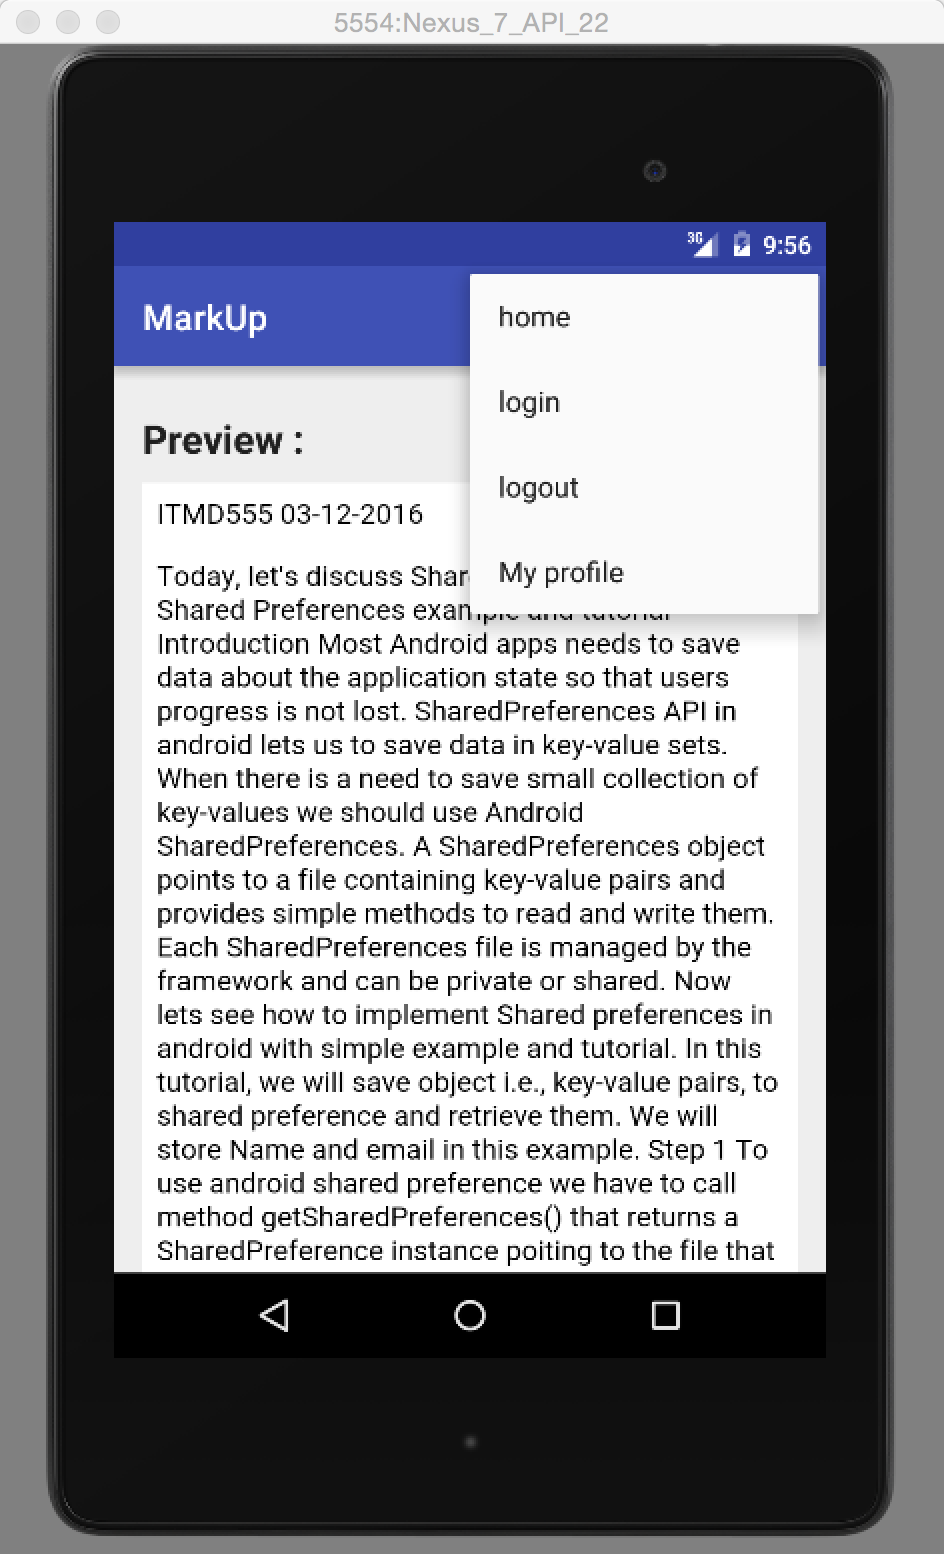 5554:Nexus_7_API_22
3G 9:56
MarkUp
home
login
logout
My profile
Preview :
ITMD555 03-12-2016
Today, let's discuss Shar
Shared Preferences example and tutorial
Introduction Most Android apps needs to save
data about the application state so that users
progress is not lost. SharedPreferences API in
android lets us to save data in key-value sets.
When there is a need to save small collection of
key-values we should use Android
SharedPreferences. A SharedPreferences object
points to a file containing key-value pairs and
provides simple methods to read and write them.
Each SharedPreferences file is managed by the
framework and can be private or shared. Now
lets see how to implement Shared preferences in
android with simple example and tutorial. In this
tutorial, we will save object i.e., key-value pairs, to
shared preference and retrieve them. We will
store Name and email in this example. Step 1 To
use android shared preference we have to call
method getSharedPreferences() that returns a
SharedPreference instance poiting to the file that